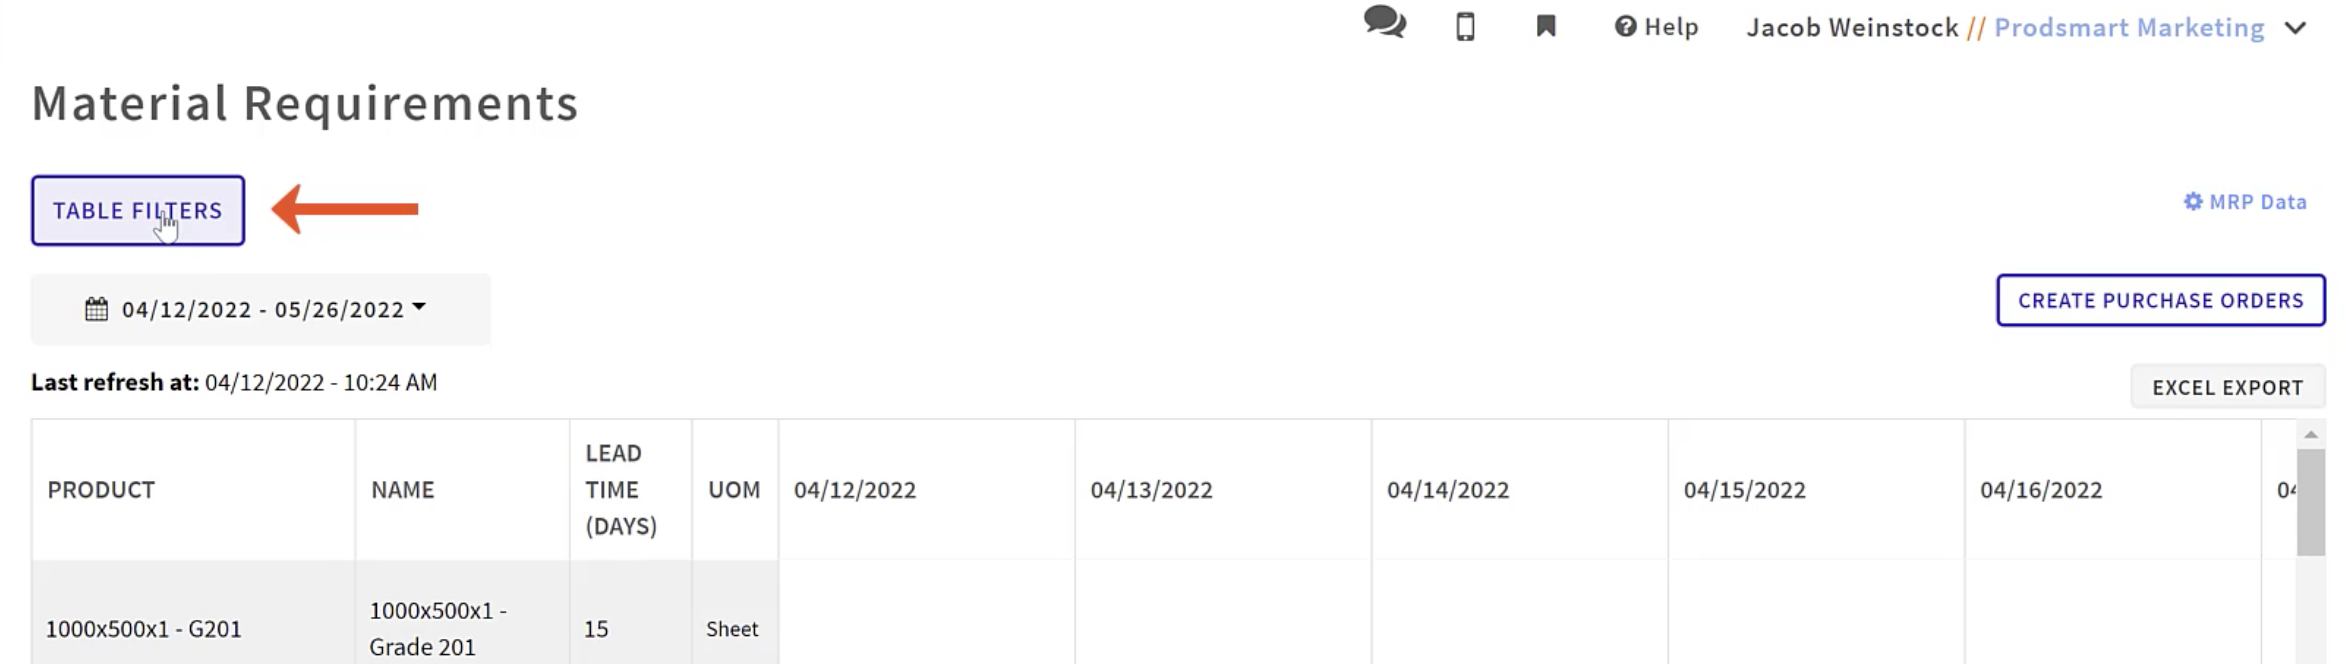 Help
Jacob Weinstock // Prodsmart Marketing
Material Requirements
TABLE FILTERS
MRP Data
04/12/2022 - 05/26/2022
CREATE PURCHASE ORDERS
Last refresh at: 04/12/2022 - 10:24 AM
EXCEL EXPORT
PRODUCT
NAME
LEAD
TIME
(DAYS)
UOM
04/12/2022
04/13/2022
04/14/2022
04/15/2022
04/16/2022
1000x500x1 - G201
1000x500x1 -
Grade 201
15
Sheet